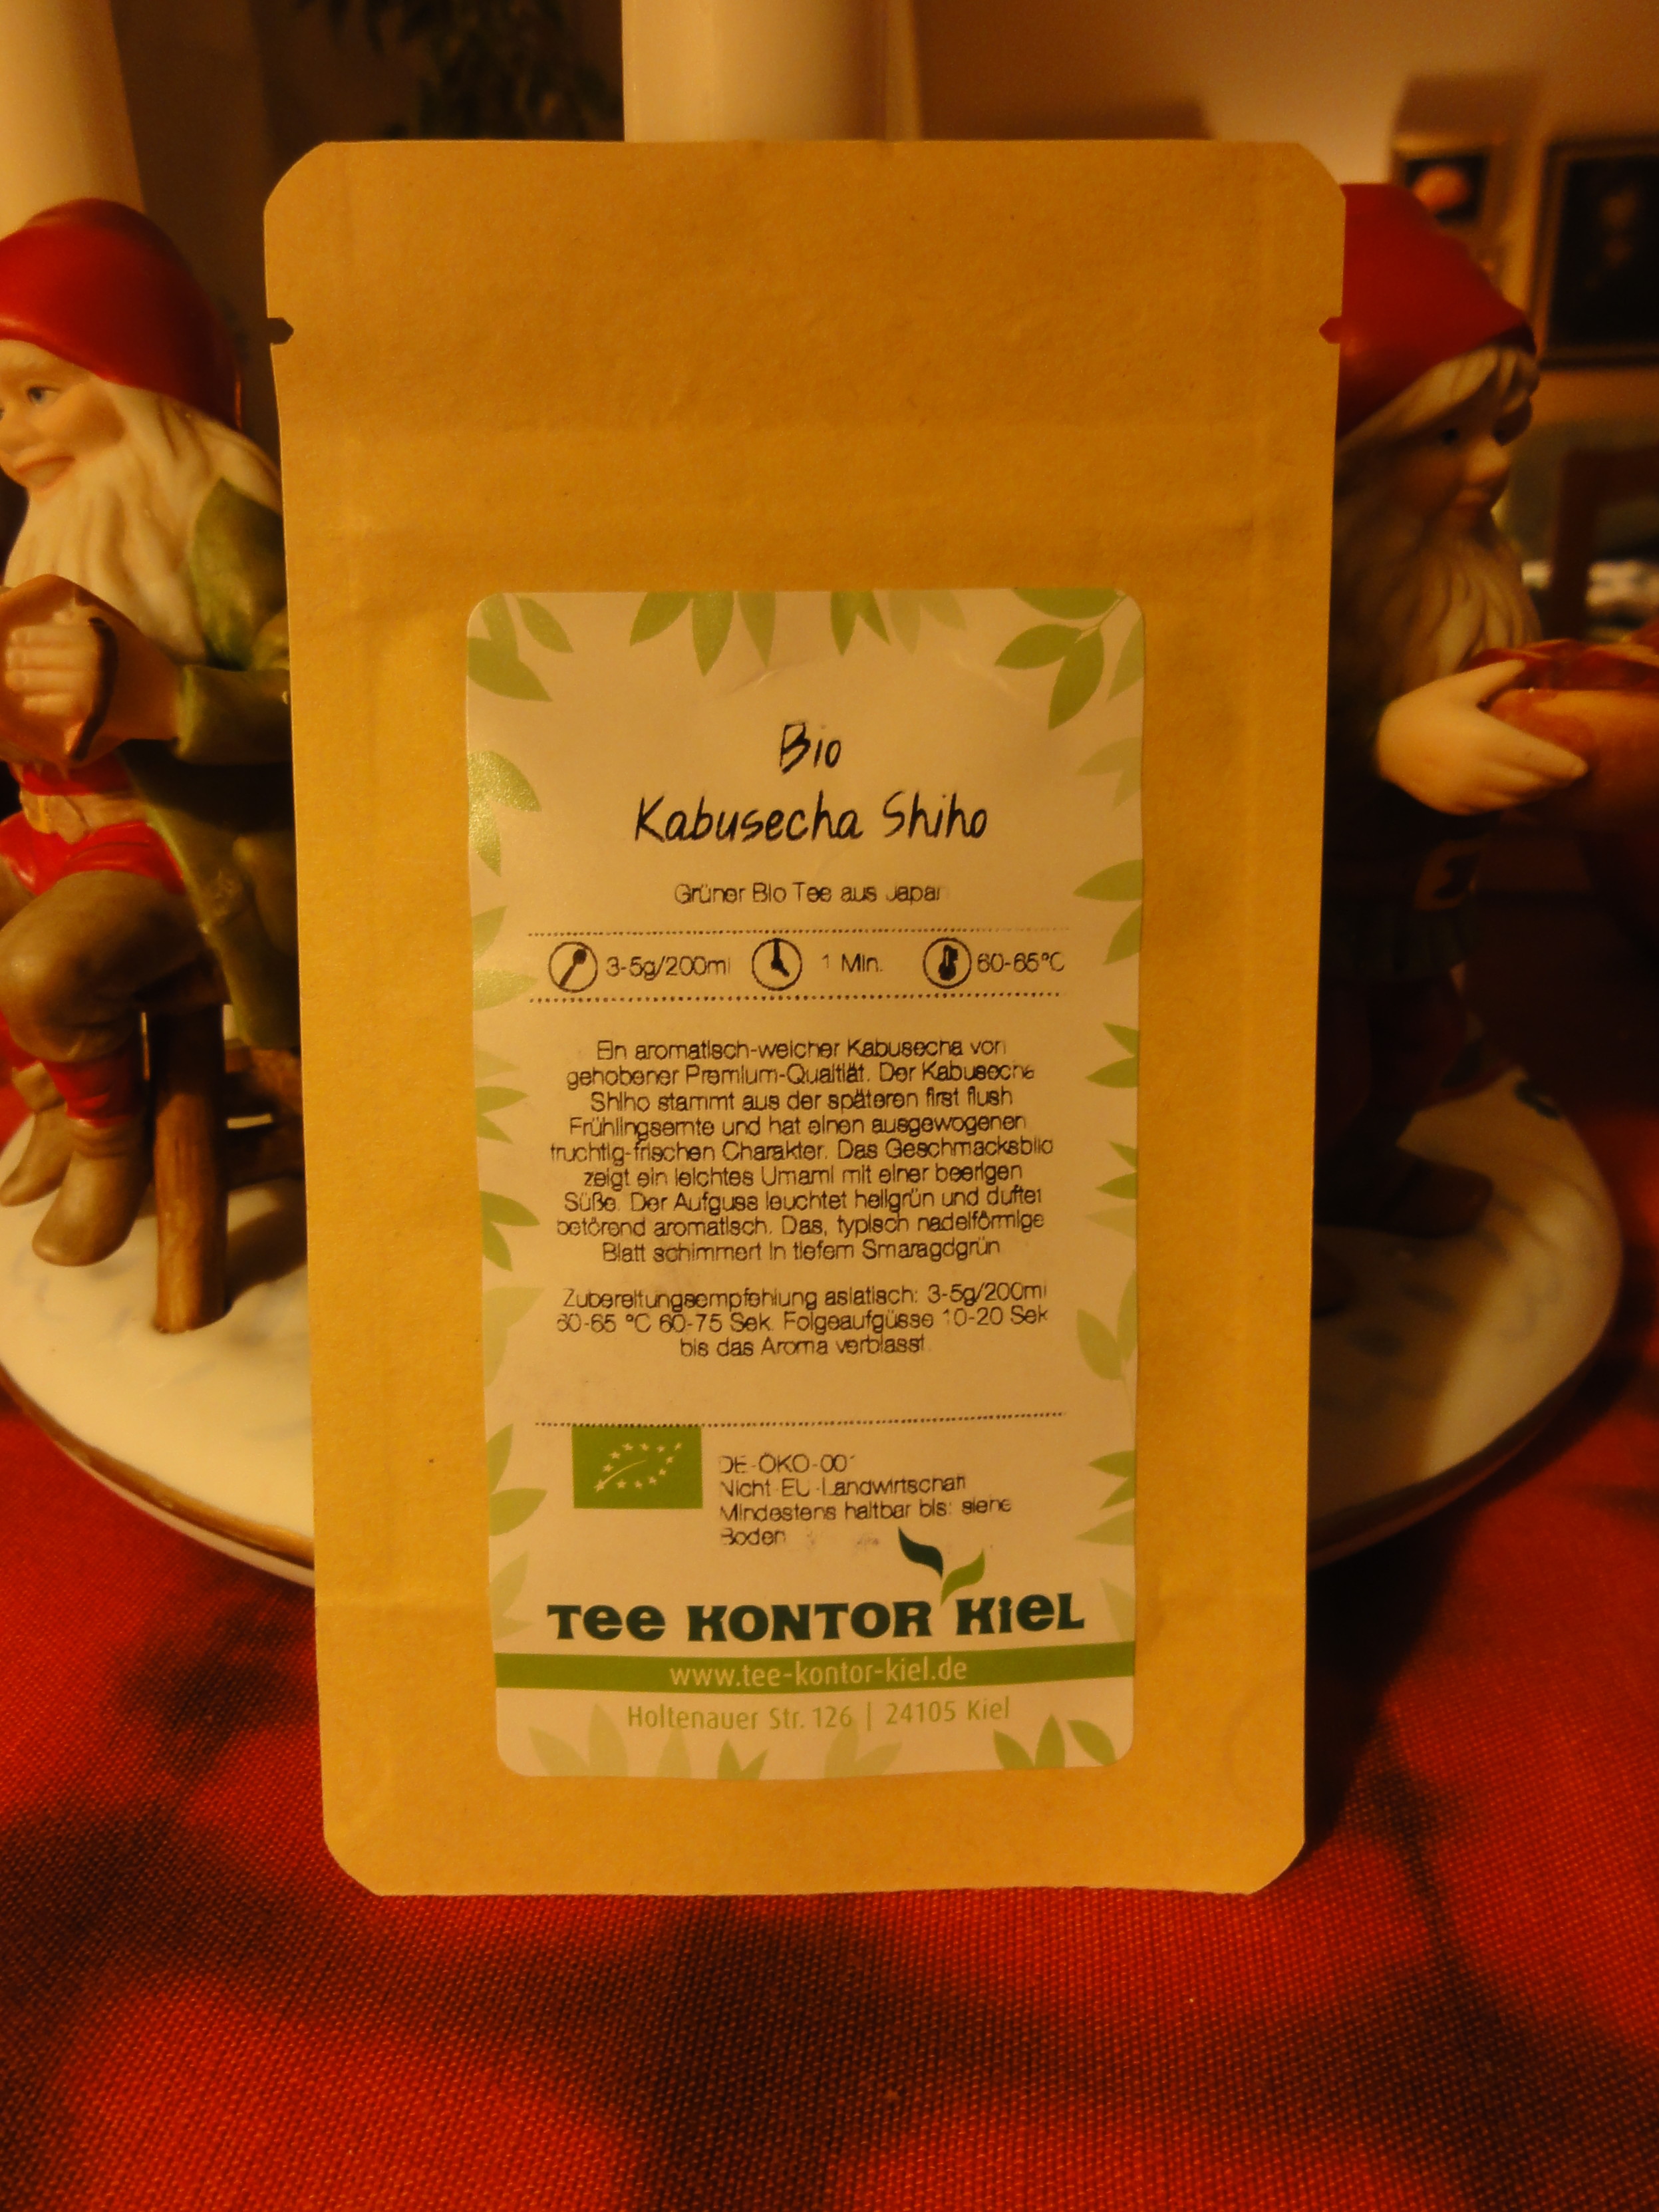 Bio
Kabusecha Shiho
Grüner Bio Tee aus Japan
3-5g/200ml 1 Min. 60-65°C
Ein aromatisch-weicher Kabusecha von
gehobener Premium-Qualtiät. Der Kabusecha
Shiho stammt aus der späteren first flush
Frühlingsernte und hat einen ausgewogenen
fruchtig-frischen Charakter. Das Geschmacksbild
zeigt ein leichtes Umami mit einer beerigen
Süße. Der Aufguss leuchtet hellgrün und duftet
betörend aromatisch. Das, typisch nadelförmige
Blatt schimmert in tiefem Smaragdgrün
Zubereitungsempfehlung asiatisch: 3-5g/200ml
60-65 °C 60-75 Sek. Folgeaufgüsse 10-20 Sek
bis das Aroma verblasst.
DE-ÖKO-001
Nicht-EU-Landwirtschaft
Mindestens haltbar bis: siehe
Boden
Tee KONTOR KieL
www.tee-kontor-kiel.de
Holtenauer Str. 126 | 24105 Kiel